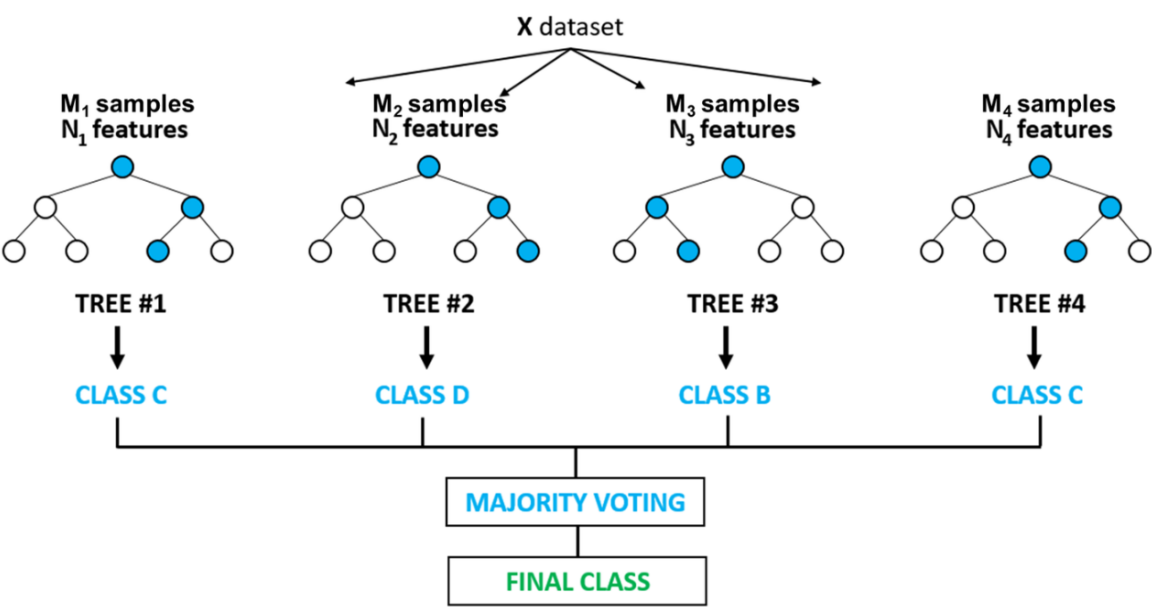 X dataset
M₁ samples
N₁ features
M₂ samples
N₂ features
M₃ samples
N₃ features
M₄ samples
N₄ features
TREE #1
TREE #2
TREE #3
TREE #4
CLASS C
CLASS D
CLASS B
CLASS C
MAJORITY VOTING
FINAL CLASS